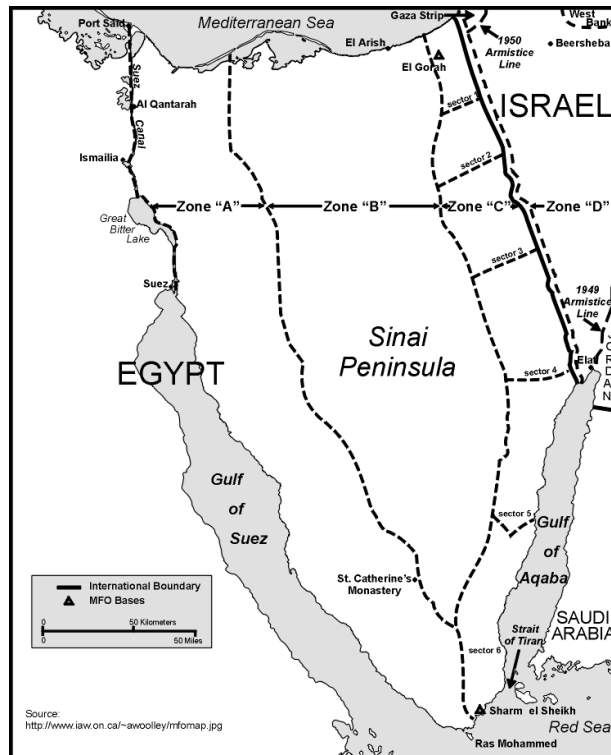 Port Said
Mediterranean Sea
Gaza Strip
West
Bank
1950
Armistice
Line
Beersheba
El Arish
El Gorah
Suez
Canal
Al Qantarah
sector 1
ISRAEL
Ismailia
sector 2
Zone “A”
Zone “B”
Zone “C”
Zone “D”
Great
Bitter
Lake
sector 3
Suez
1949
Armistice
Line
Sinai
Peninsula
EGYPT
Elat
J
O
R
D
A
N
sector 4
Gulf
of
Suez
sector 5
Gulf
of
Aqaba
St. Catherine's
Monastery
International Boundary
MFO Bases
0 50 Kilometers
0 50 Miles
SAUDI
ARABIA
Strait
of Tiran
sector 6
Sharm el Sheikh
Ras Mohammed
Red Sea
Source:
http://www.iaw.on.ca/~awoolley/mfomap.jpg